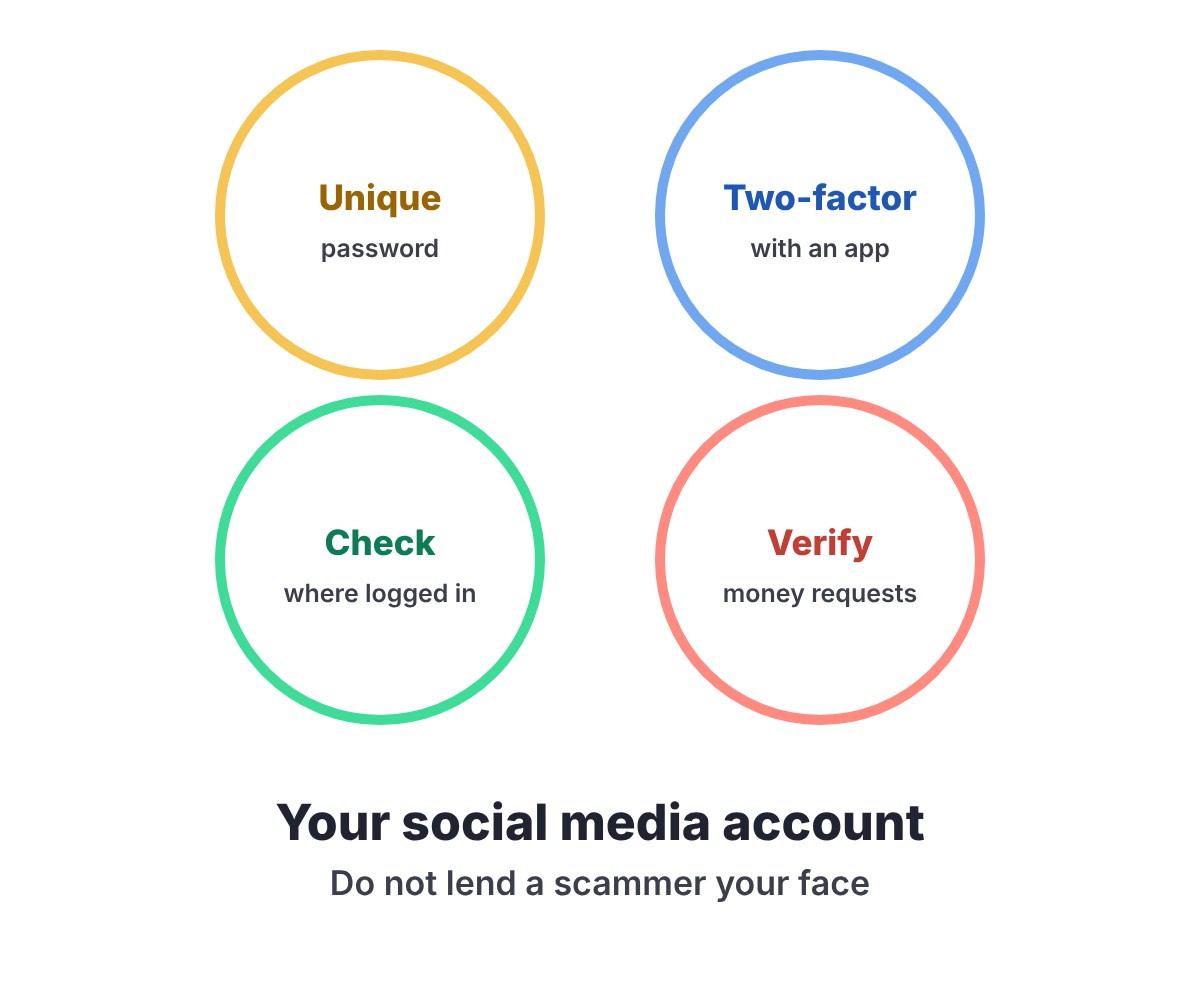 Unique
password
Two-factor
with an app
Check
where logged in
Verify
money requests
Your social media account
Do not lend a scammer your face